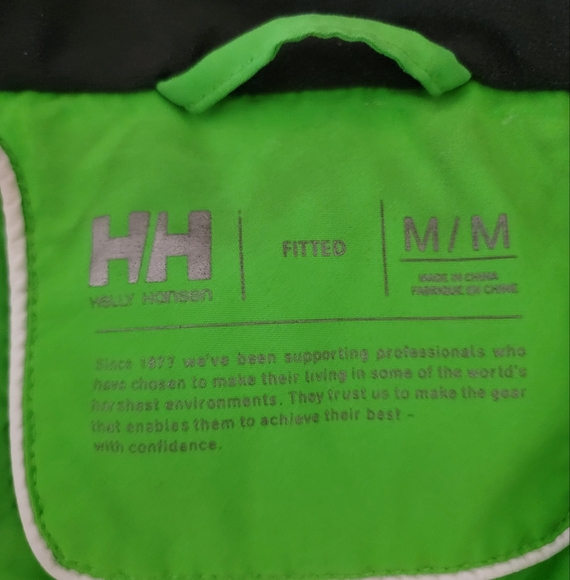 HH
HELLY HANSEN
FITTED
M/M
MADE IN CHINA
FABRIQUÉ EN CHINE
Since 1877 we've been supporting professionals who
have chosen to make their living in some of the world's
harshest environments. They trust us to make the gear
that enables them to achieve their best -
with confidence.